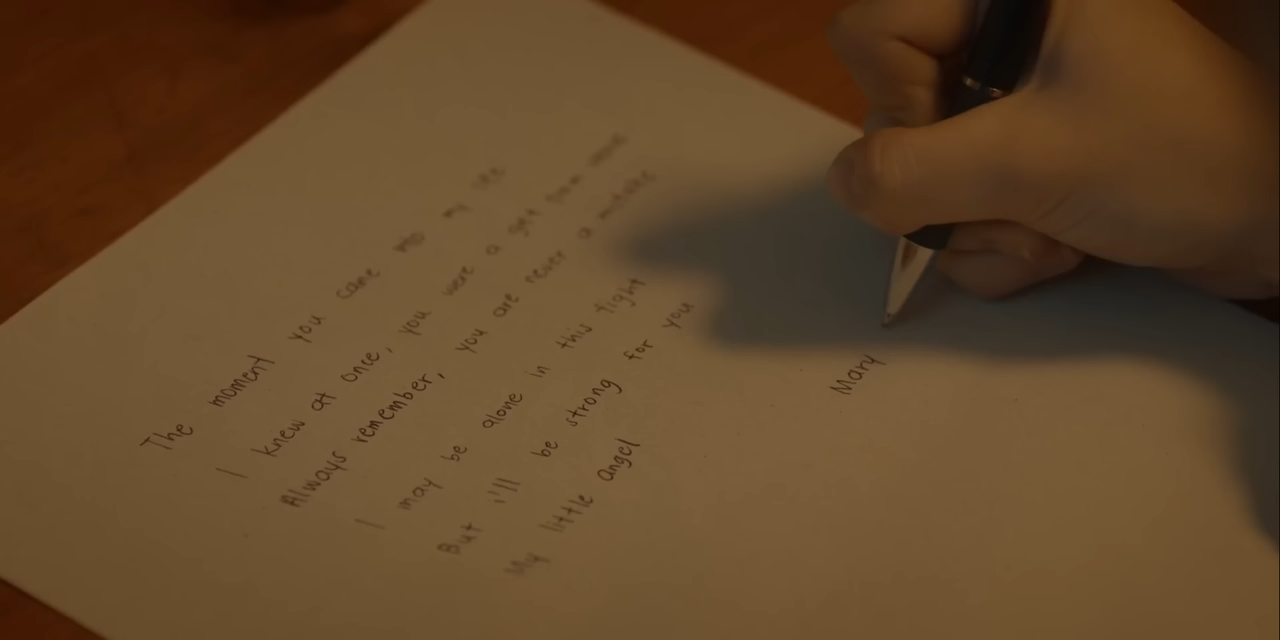 The moment you came into my life
I knew at once, you were a gift from above
Always remember, you are never a mistake
I may be alone in this fight
But i'll be strong for you
My little angel
Mary